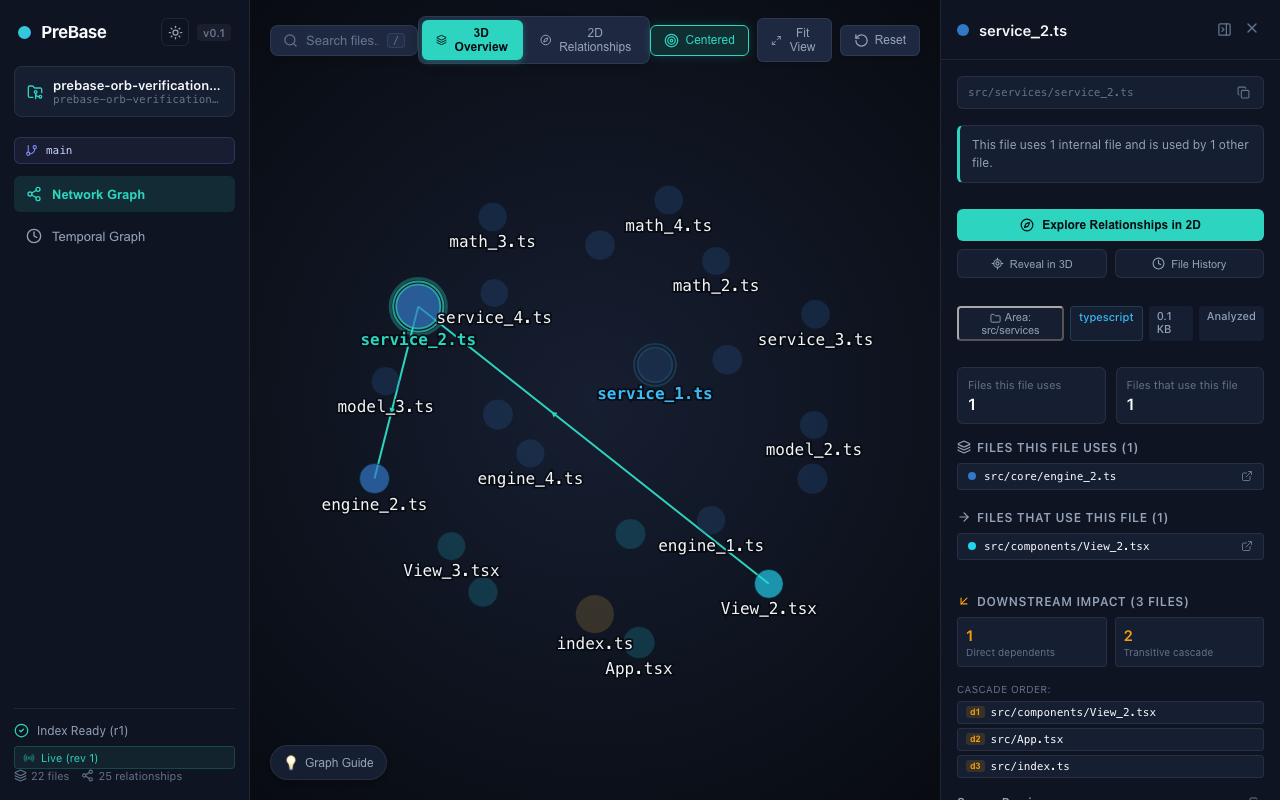 PreBase
v0.1
prebase-orb-verification...
prebase-orb-verification…
main
Network Graph
Temporal Graph
Index Ready (r1)
Live (rev 1)
22 files
25 relationships
Search files.
/
3D Overview
2D Relationships
Centered
Fit View
Reset
math_3.ts
math_4.ts
math_2.ts
service_4.ts
service_2.ts
service_3.ts
service_1.ts
model_3.ts
model_2.ts
engine_4.ts
engine_2.ts
engine_1.ts
View_3.tsx
View_2.tsx
index.ts
App.tsx
Graph Guide
service_2.ts
src/services/service_2.ts
This file uses 1 internal file and is used by 1 other
file.
Explore Relationships in 2D
Reveal in 3D
File History
Area:
src/services
typescript
0.1
KB
Analyzed
Files this file uses
1
Files that use this file
1
FILES THIS FILE USES (1)
src/core/engine_2.ts
FILES THAT USE THIS FILE (1)
src/components/View_2.tsx
DOWNSTREAM IMPACT (3 FILES)
1
Direct dependents
2
Transitive cascade
CASCADE ORDER:
d1 src/components/View_2.tsx
d2 src/App.tsx
d3 src/index.ts